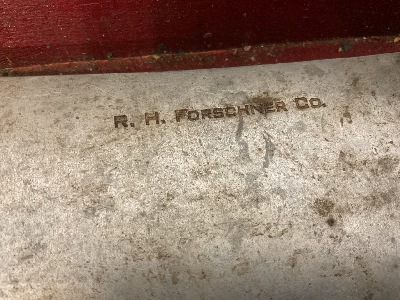 R. H. FORSCHNER CO.